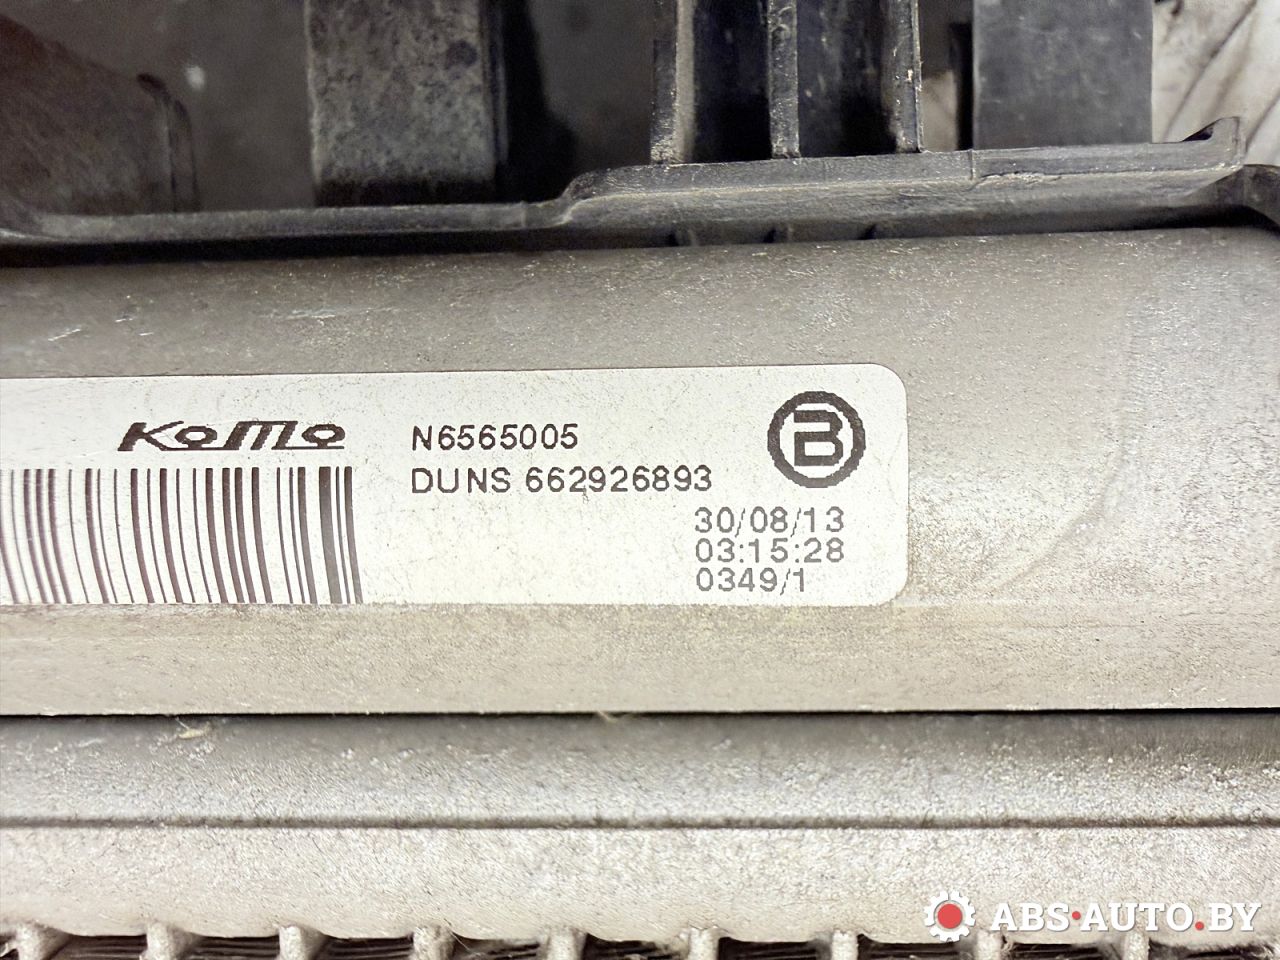 KoMo
N6565005
DUNS 662926893
B
30/08/13
03:15:28
0349/1
ABS-AUTO.BY